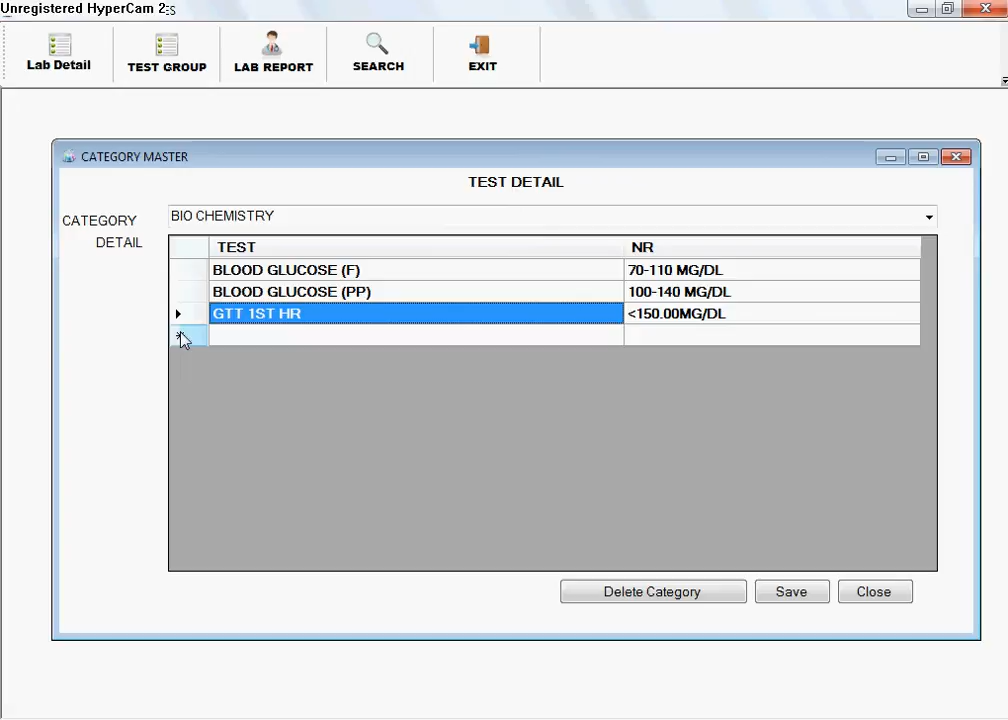 Unregistered HyperCam 2
Lab Detail
TEST GROUP
LAB REPORT
SEARCH
EXIT
CATEGORY MASTER
TEST DETAIL
CATEGORY
BIO CHEMISTRY
DETAIL
TEST NR
BLOOD GLUCOSE (F) 70-110 MG/DL
BLOOD GLUCOSE (PP) 100-140 MG/DL
GTT 1ST HR <150.00MG/DL
Delete Category
Save
Close